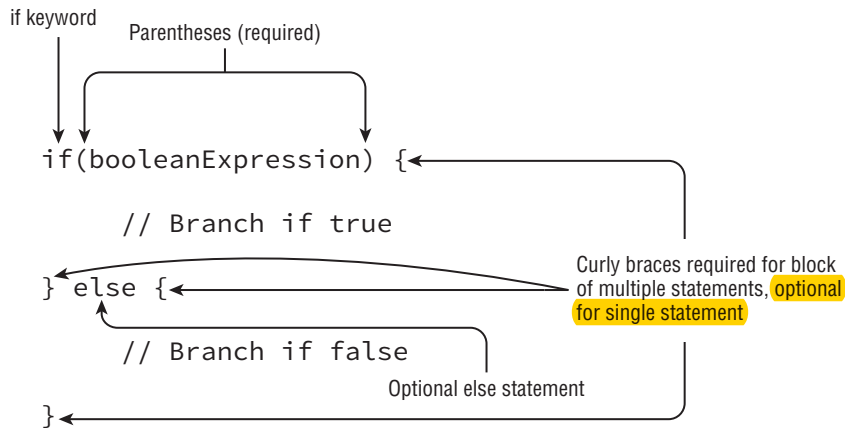 if keyword
Parentheses (required)
if(booleanExpression) {
// Branch if true
} else {
Curly braces required for block
of multiple statements, optional
for single statement
// Branch if false
Optional else statement
}